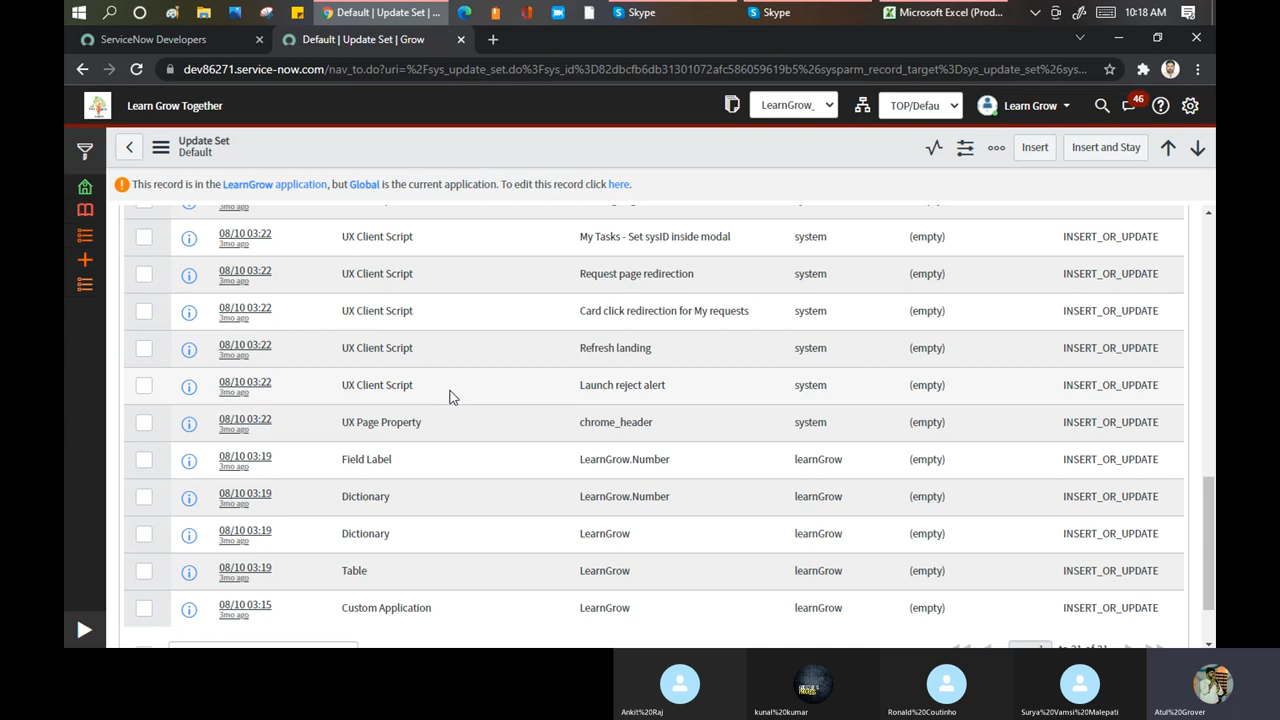 Default | Update Set | ...
Skype
Skype
Microsoft Excel (Prod...
10:18 AM
ServiceNow Developers
Default | Update Set | Grow
dev86271.service-now.com/nav_to.do?uri=%2Fsys_update_set.do%3Fsys_id%3D82dbcfb6db31301072afc586059619b5%26sysparm_record_target%3Dsys_update_set%26sys...
Learn Grow Together
LearnGrow_
TOP/Defau
Learn Grow
46
Update Set
Default
Insert
Insert and Stay
This record is in the LearnGrow application, but Global is the current application. To edit this record click here.
3mo ago
08/10 03:22
3mo ago
UX Client Script
My Tasks - Set sysID inside modal
system
(empty)
INSERT_OR_UPDATE
08/10 03:22
3mo ago
UX Client Script
Request page redirection
system
(empty)
INSERT_OR_UPDATE
08/10 03:22
3mo ago
UX Client Script
Card click redirection for My requests
system
(empty)
INSERT_OR_UPDATE
08/10 03:22
3mo ago
UX Client Script
Refresh landing
system
(empty)
INSERT_OR_UPDATE
08/10 03:22
3mo ago
UX Client Script
Launch reject alert
system
(empty)
INSERT_OR_UPDATE
08/10 03:22
3mo ago
UX Page Property
chrome_header
system
(empty)
INSERT_OR_UPDATE
08/10 03:19
3mo ago
Field Label
LearnGrow.Number
learnGrow
(empty)
INSERT_OR_UPDATE
08/10 03:19
3mo ago
Dictionary
LearnGrow.Number
learnGrow
(empty)
INSERT_OR_UPDATE
08/10 03:19
3mo ago
Dictionary
LearnGrow
learnGrow
(empty)
INSERT_OR_UPDATE
08/10 03:19
3mo ago
Table
LearnGrow
learnGrow
(empty)
INSERT_OR_UPDATE
08/10 03:15
3mo ago
Custom Application
LearnGrow
learnGrow
(empty)
INSERT_OR_UPDATE
Ankit%20Raj
kunal%20kumar
Ronald%20Coutinho
Surya%20Vamsi%20Malepati
Atul%20Grover